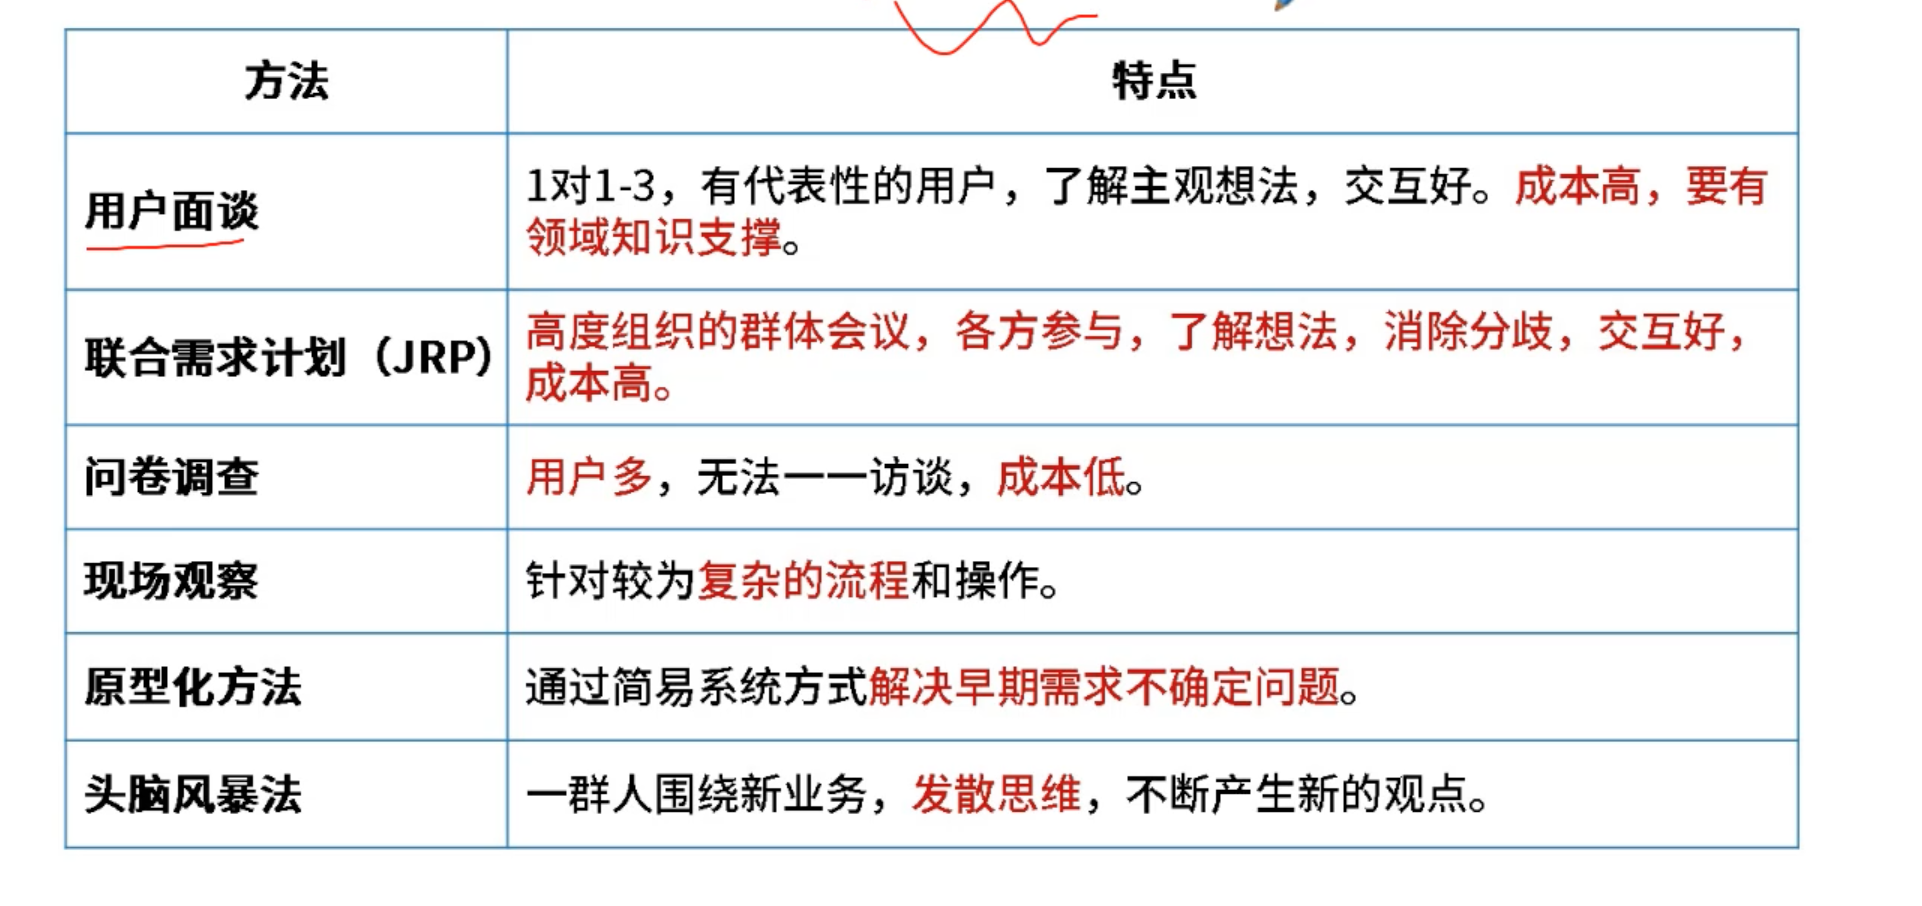 方法
特点
用户面谈
1对1-3，有代表性的用户，了解主观想法，交互好。成本高，要有
领域知识支撑。
联合需求计划（JRP）
高度组织的群体会议，各方参与，了解想法，消除分歧，交互好，
成本高。
问卷调查
用户多，无法一一访谈，成本低。
现场观察
针对较为复杂的流程和操作。
原型化方法
通过简易系统方式解决早期需求不确定问题。
头脑风暴法
一群人围绕新业务，发散思维，不断产生新的观点。